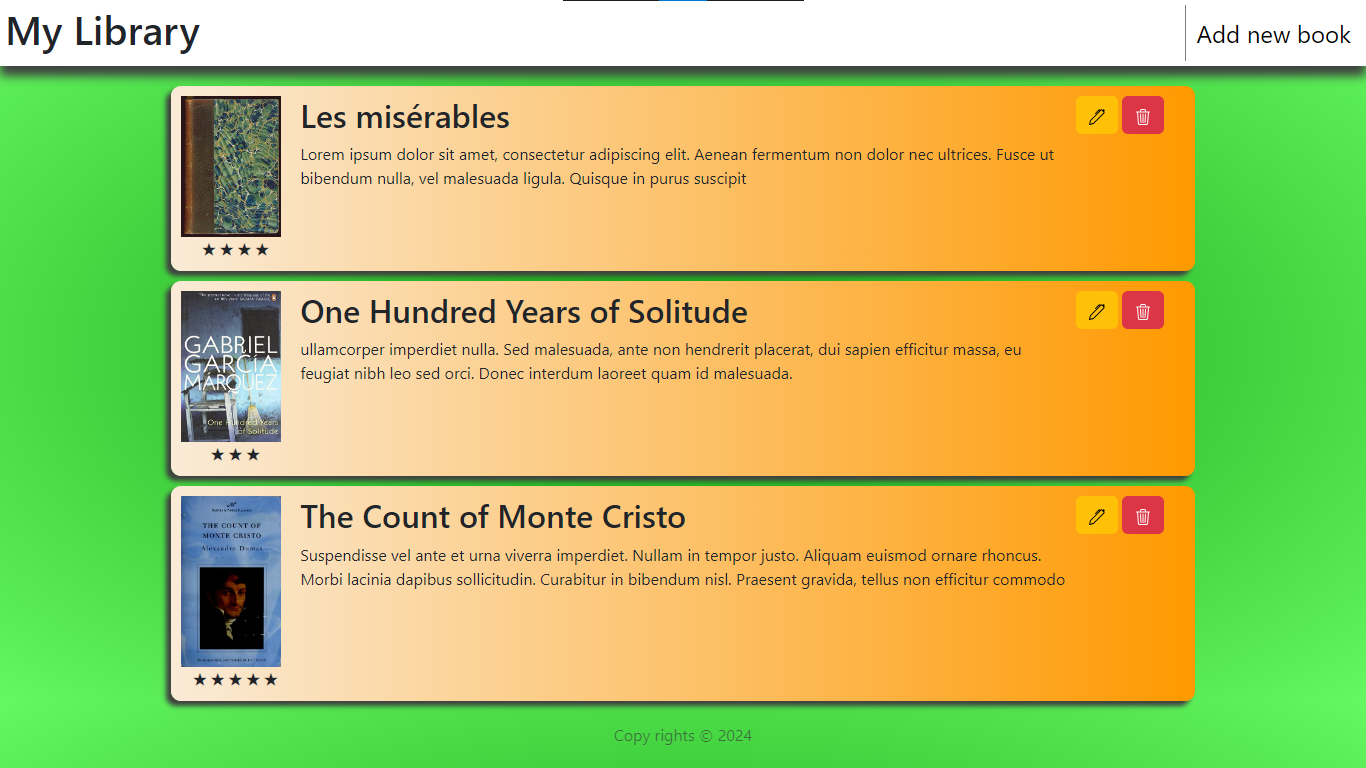 My Library
Add new book
Les misérables
Lorem ipsum dolor sit amet, consectetur adipiscing elit. Aenean fermentum non dolor nec ultrices. Fusce ut
bibendum nulla, vel malesuada ligula. Quisque in purus suscipit
★★★★
One Hundred Years of Solitude
ullamcorper imperdiet nulla. Sed malesuada, ante non hendrerit placerat, dui sapien efficitur massa, eu
feugiat nibh leo sed orci. Donec interdum laoreet quam id malesuada.
GABRIEL
GARCÍA
MÁRQUEZ
One Hundred Years
of Solitude
★★★
The Count of Monte Cristo
Suspendisse vel ante et urna viverra imperdiet. Nullam in tempor justo. Aliquam euismod ornare rhoncus.
Morbi lacinia dapibus sollicitudin. Curabitur in bibendum nisl. Praesent gravida, tellus non efficitur commodo
THE COUNT OF
MONTE CRISTO
Alexandre Dumas
★★★★★
Copy rights © 2024